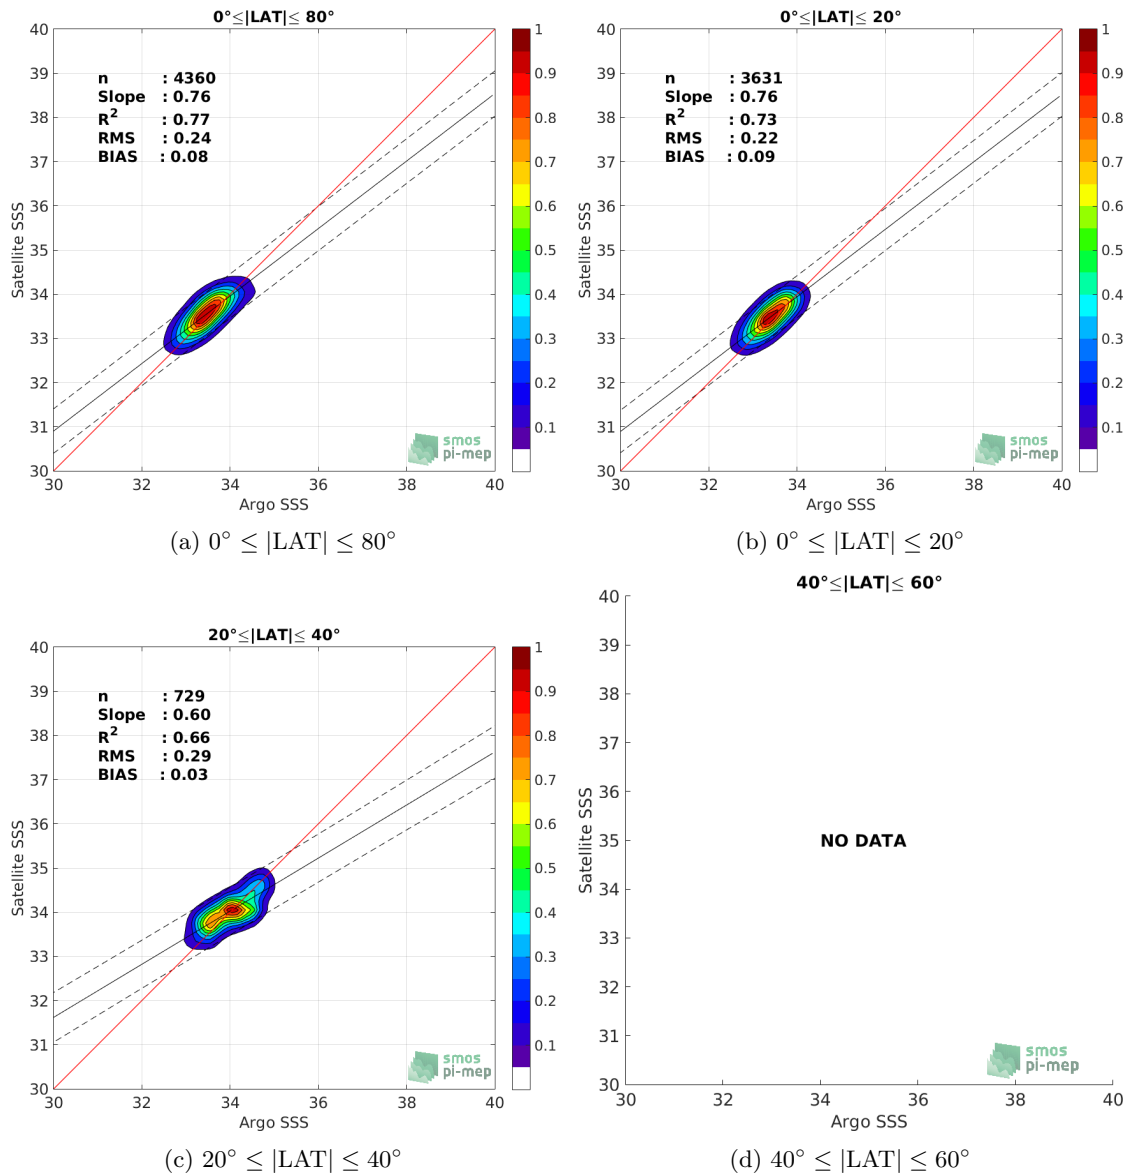 0°≤|LAT|≤ 80°
40
39
38
37
36
35
34
33
32
31
30
Satellite SSS
n : 4360
Slope : 0.76
R² : 0.77
RMS : 0.24
BIAS : 0.08
smos
pi-mep
30 32 34 36 38 40
Argo SSS
1
0.9
0.8
0.7
0.6
0.5
0.4
0.3
0.2
0.1
(a) 0° ≤ |LAT| ≤ 80°
0°≤|LAT|≤ 20°
40
39
38
37
36
35
34
33
32
31
30
Satellite SSS
n : 3631
Slope : 0.76
R² : 0.73
RMS : 0.22
BIAS : 0.09
smos
pi-mep
30 32 34 36 38 40
Argo SSS
1
0.9
0.8
0.7
0.6
0.5
0.4
0.3
0.2
0.1
(b) 0° ≤ |LAT| ≤ 20°
20°≤|LAT|≤ 40°
40
39
38
37
36
35
34
33
32
31
30
Satellite SSS
n : 729
Slope : 0.60
R² : 0.66
RMS : 0.29
BIAS : 0.03
smos
pi-mep
30 32 34 36 38 40
Argo SSS
1
0.9
0.8
0.7
0.6
0.5
0.4
0.3
0.2
0.1
(c) 20° ≤ |LAT| ≤ 40°
40°≤|LAT|≤ 60°
40
39
38
37
36
35
34
33
32
31
30
Satellite SSS
NO DATA
smos
pi-mep
30 32 34 36 38 40
Argo SSS
(d) 40° ≤ |LAT| ≤ 60°